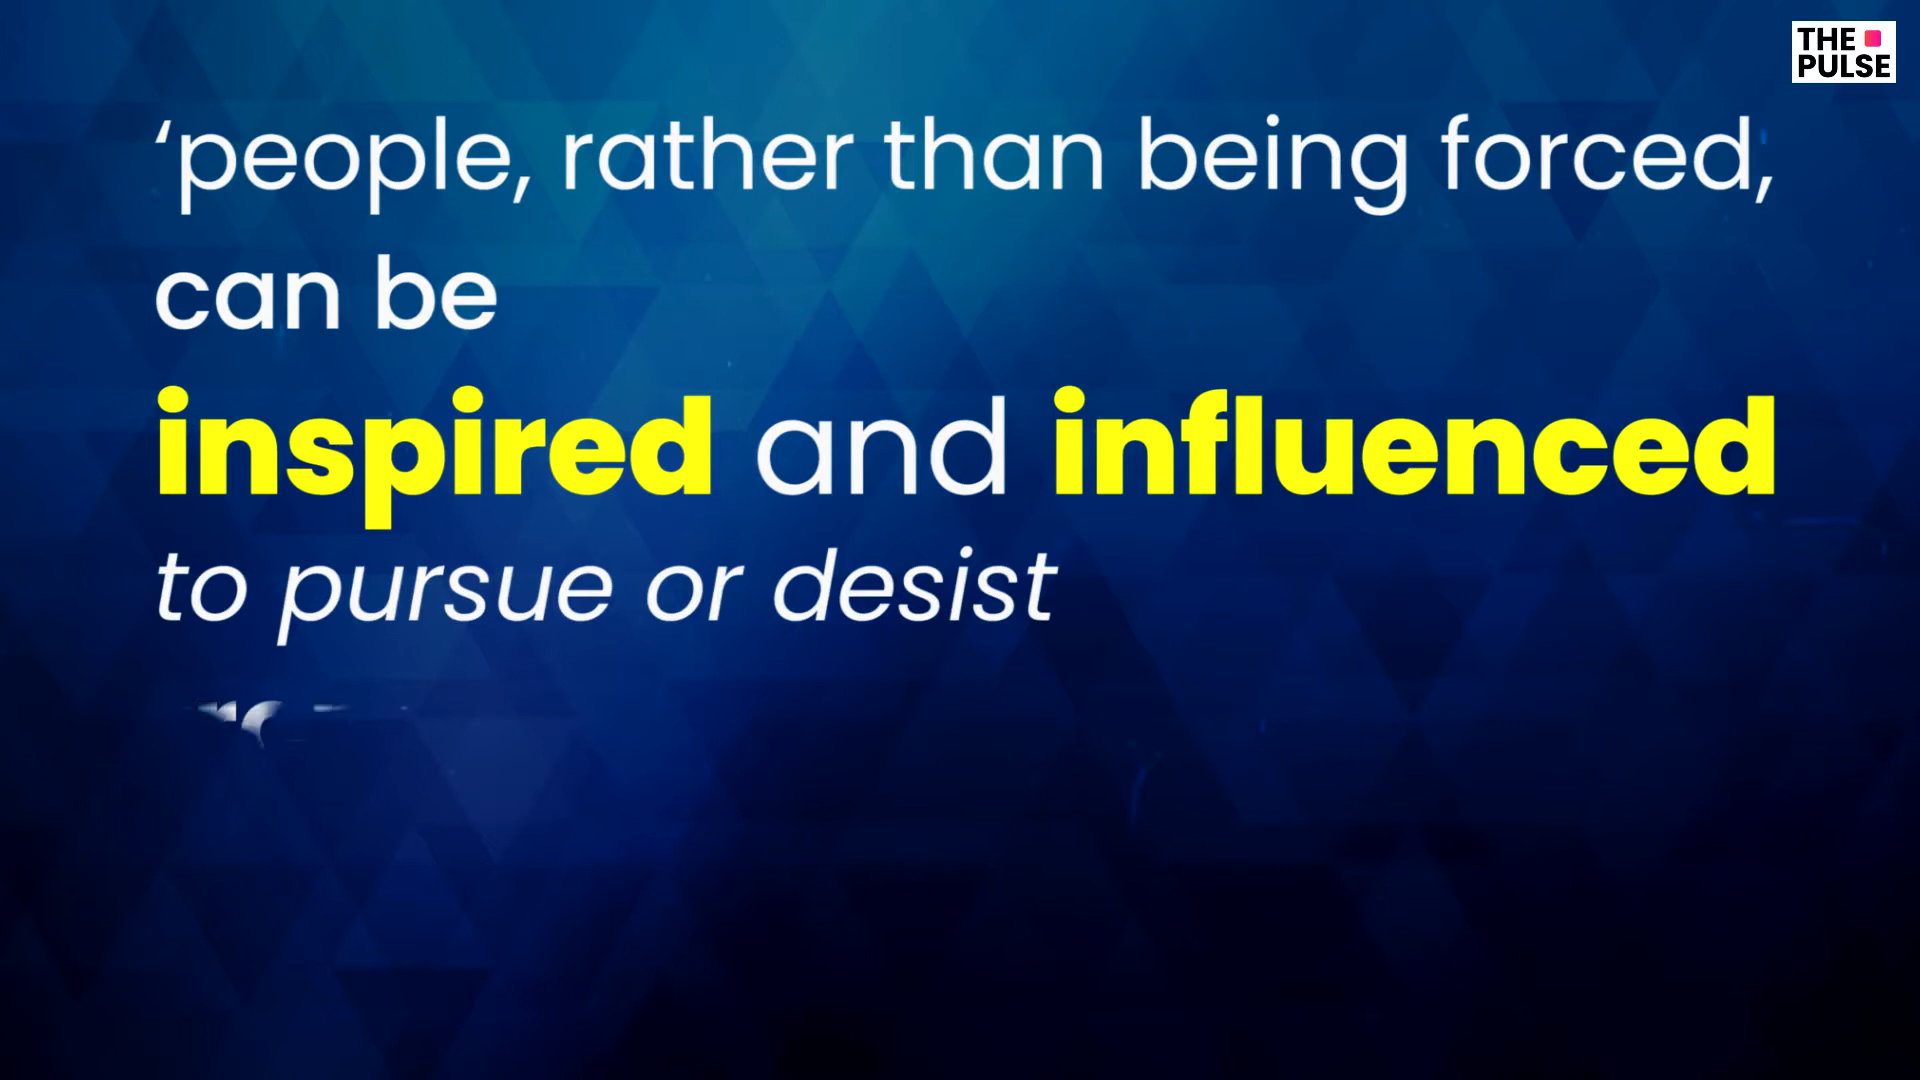 THE
PULSE
‘people, rather than being forced,
can be
inspired and influenced
to pursue or desist